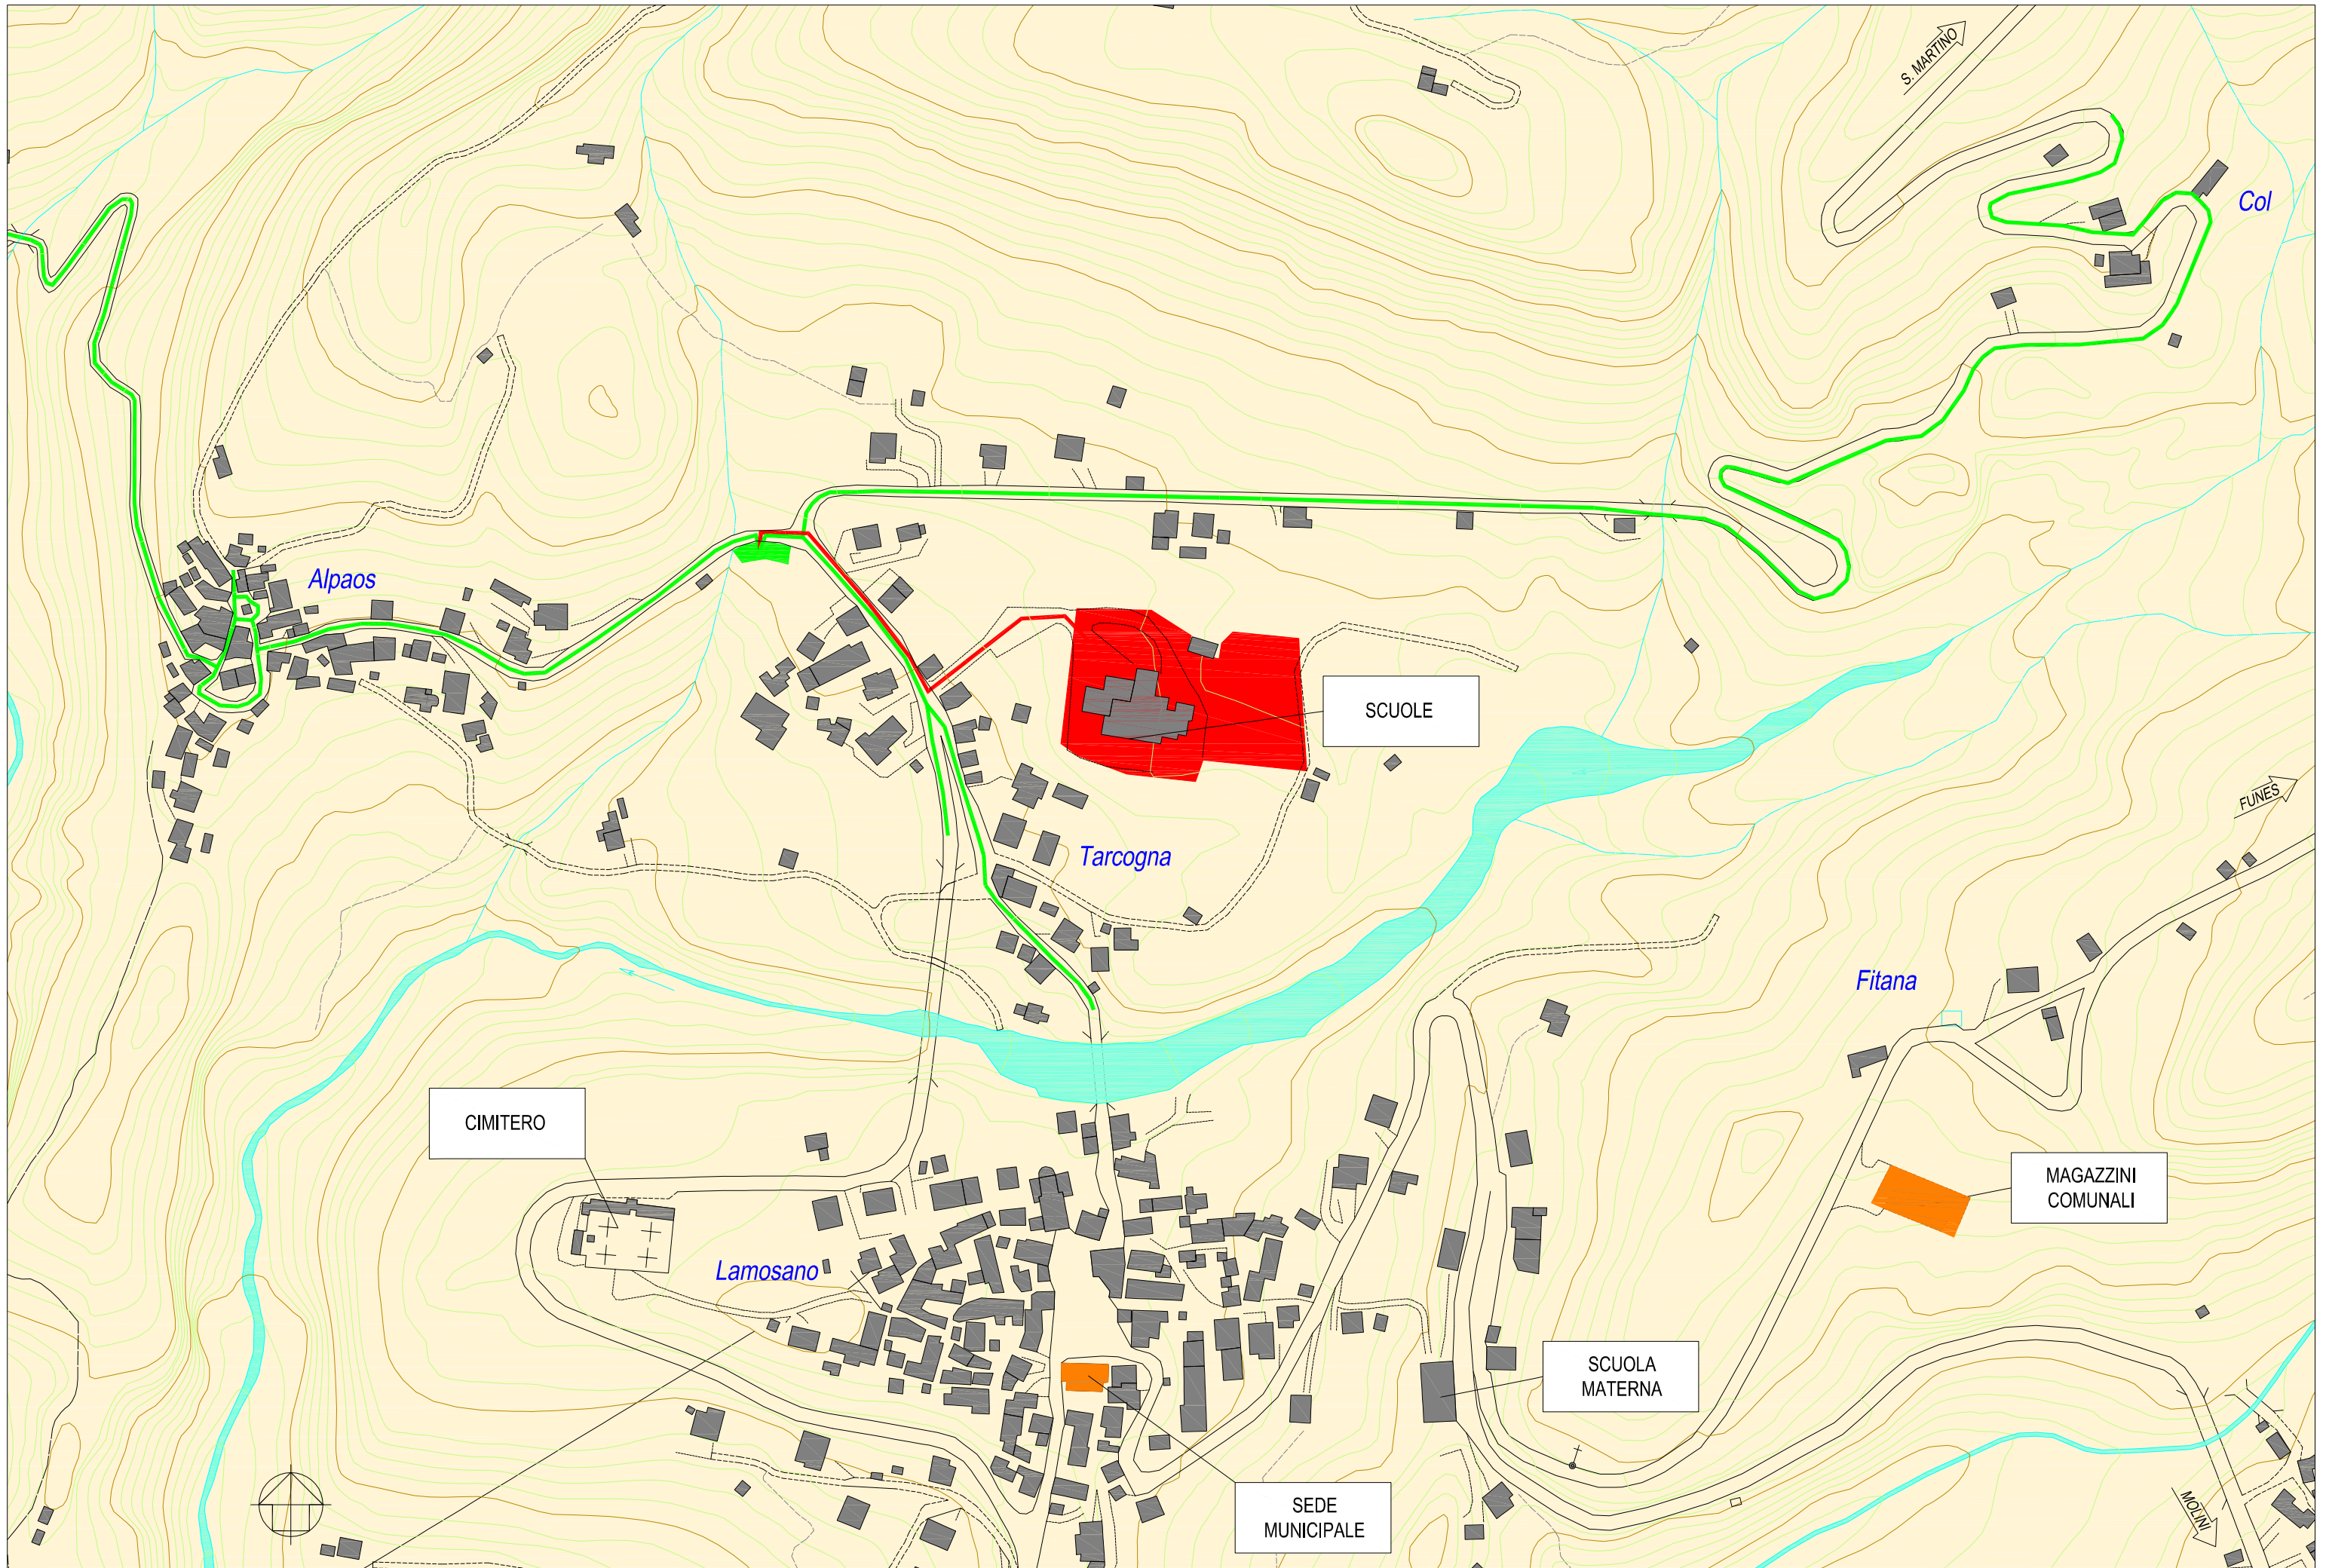 S. MARTINO
Col
Alpaos
SCUOLE
FUNES
Tarcogna
Fitana
CIMITERO
MAGAZZINI
COMUNALI
Lamosano
SCUOLA
MATERNA
SEDE
MUNICIPALE
MOLINI